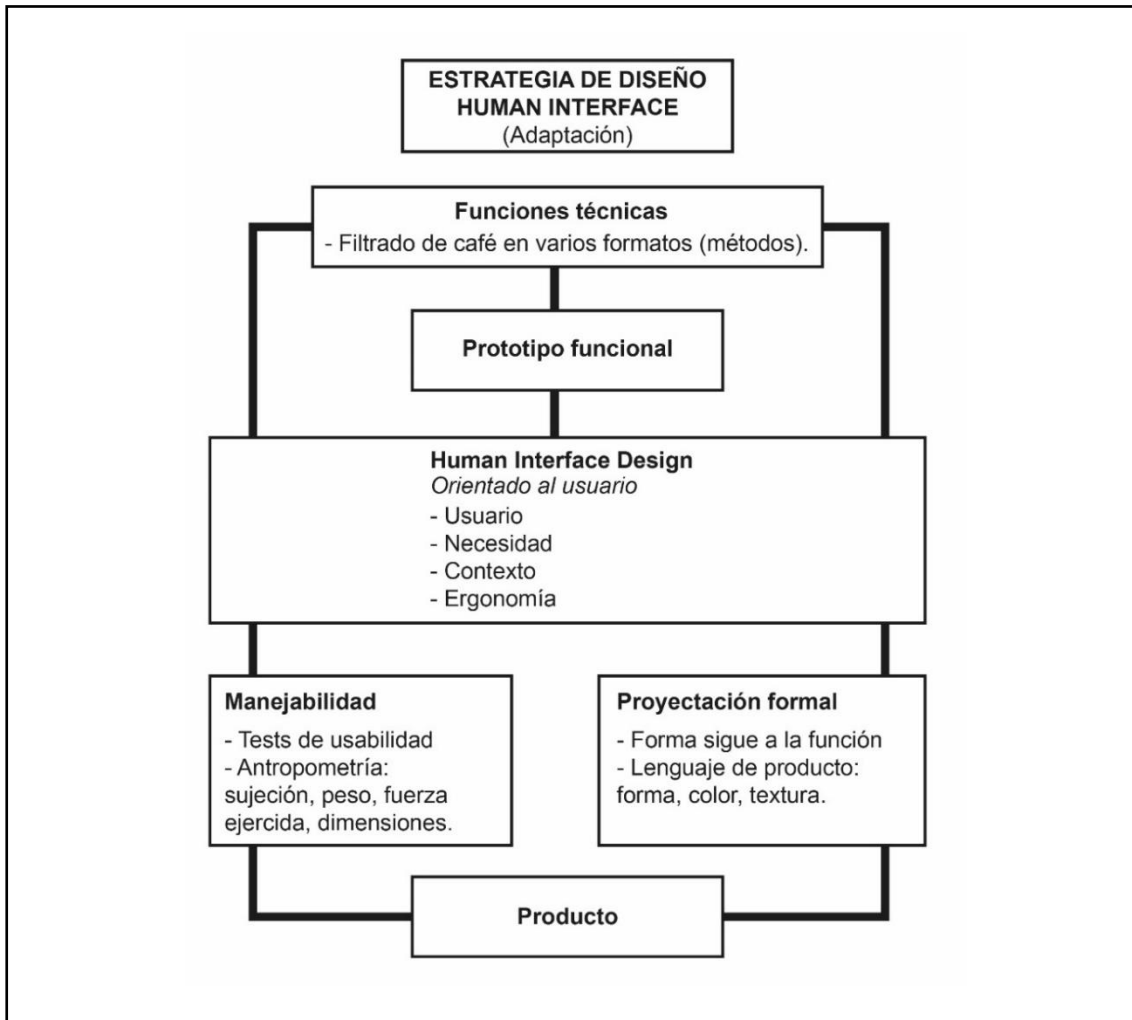 ESTRATEGIA DE DISEÑO
HUMAN INTERFACE
(Adaptación)
Funciones técnicas
- Filtrado de café en varios formatos (métodos).
Prototipo funcional
Human Interface Design
Orientado al usuario
- Usuario
- Necesidad
- Contexto
- Ergonomía
Manejabilidad
- Tests de usabilidad
- Antropometría:
sujeción, peso, fuerza
ejercida, dimensiones.
Proyectación formal
- Forma sigue a la función
- Lenguaje de producto:
forma, color, textura.
Producto